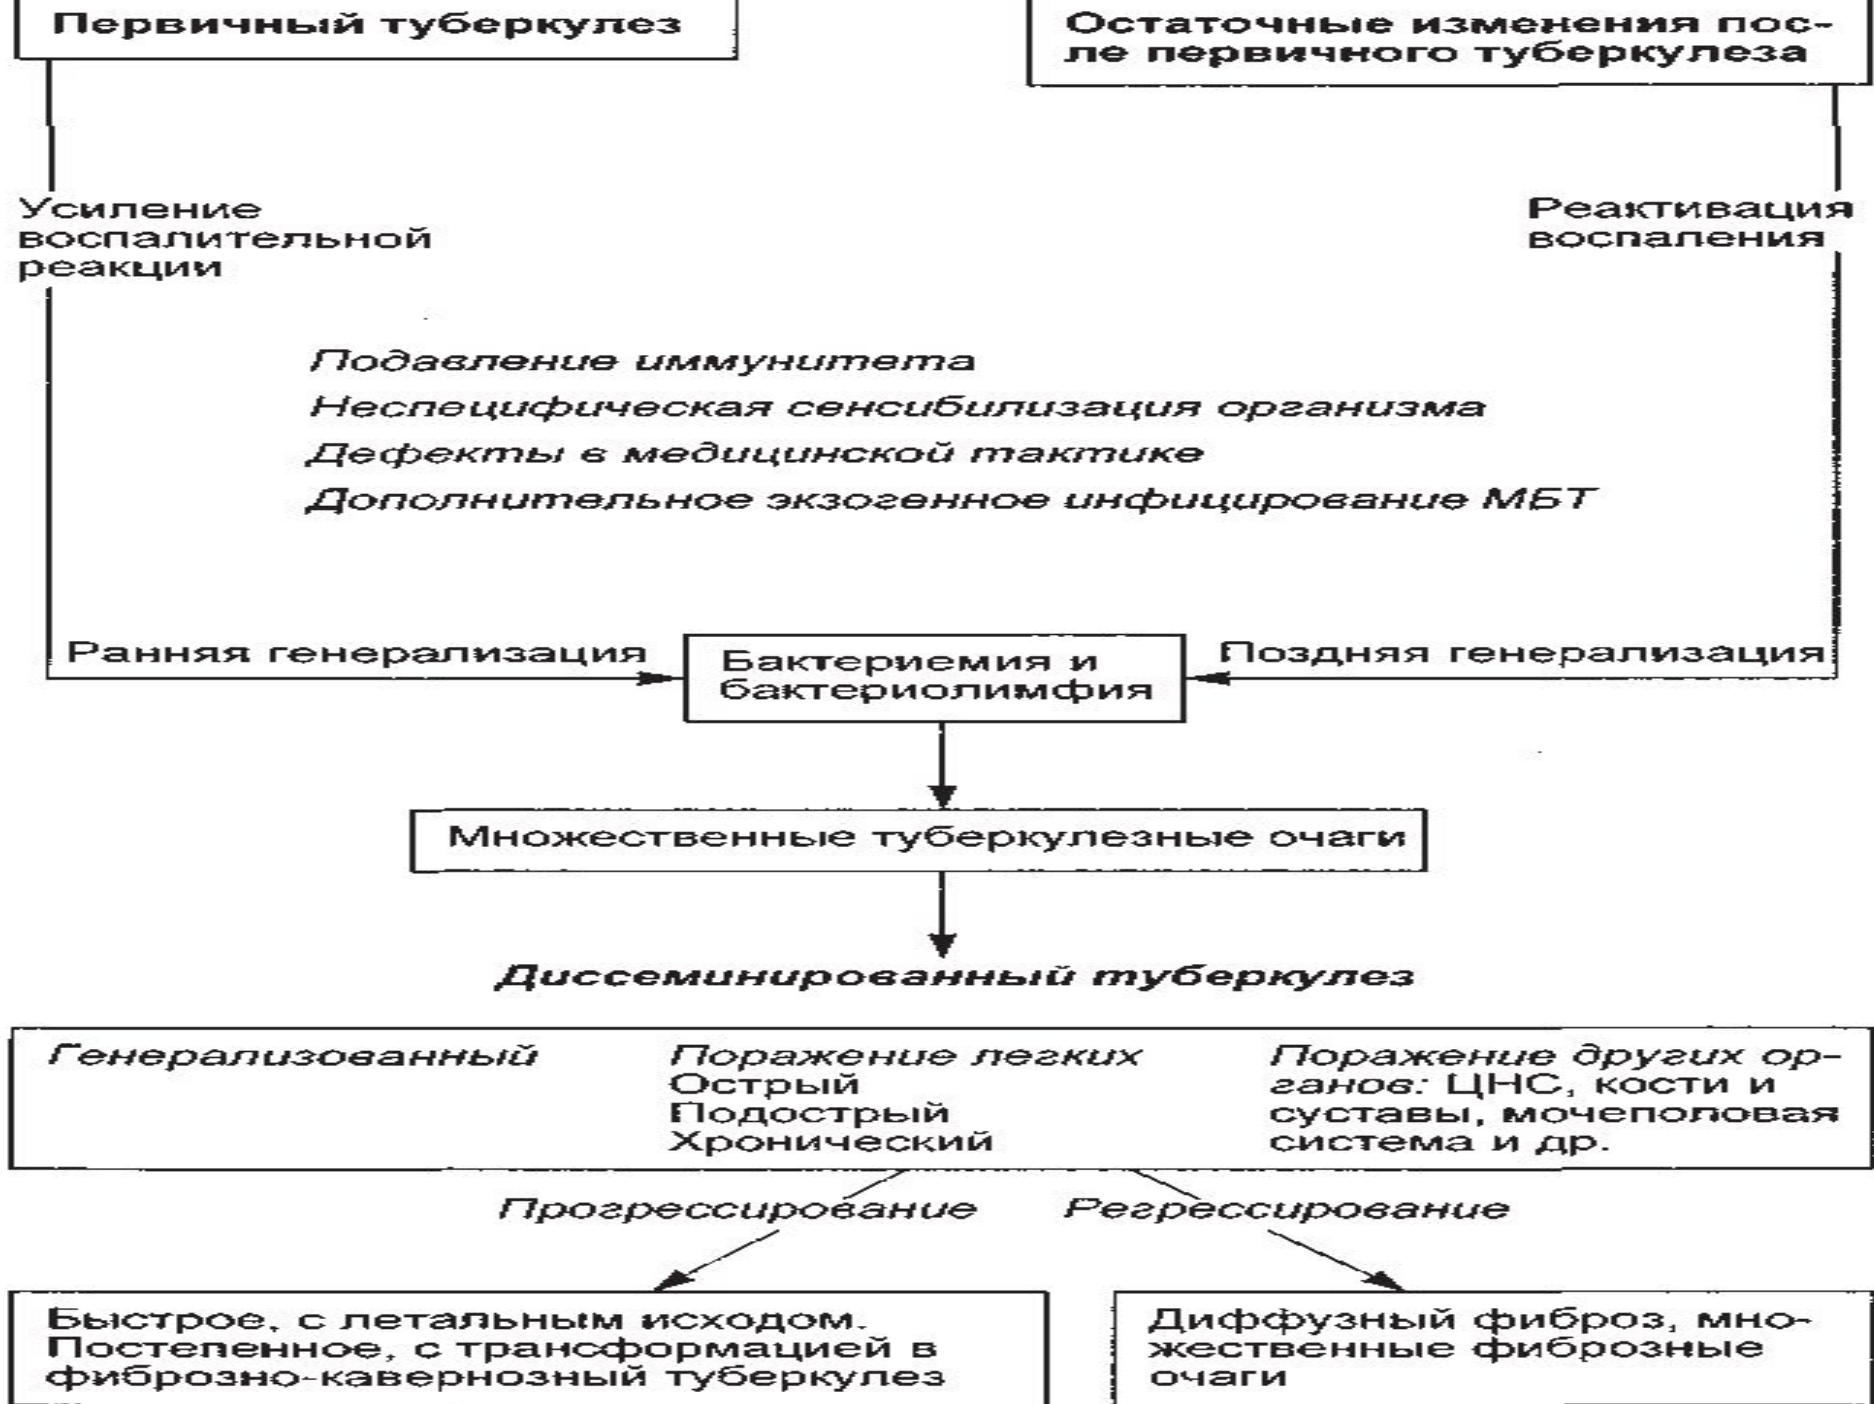 Первичный туберкулез
Остаточные изменения пос-
ле первичного туберкулеза
Усиление
воспалительной
реакции
Реактивация
воспаления
Подавление иммунитета
Неспецифическая сенсибилизация организма
Дефекты в медицинской тактике
Дополнительное экзогенное инфицирование МБТ
Ранняя генерализация
Бактериемия и
бактериолимфия
Поздняя генерализация
Множественные туберкулезные очаги
Диссеминированный туберкулез
Генерализованный
Поражение легких
Острый
Подострый
Хронический
Поражение других ор-
ганов: ЦНС, кости и
суставы, мочеполовая
система и др.
Прогрессирование
Регрессирование
Быстрое, с летальным исходом.
Постепенное, с трансформацией в
фиброзно-кавернозный туберкулез
Диффузный фиброз, мно-
жественные фиброзные
очаги